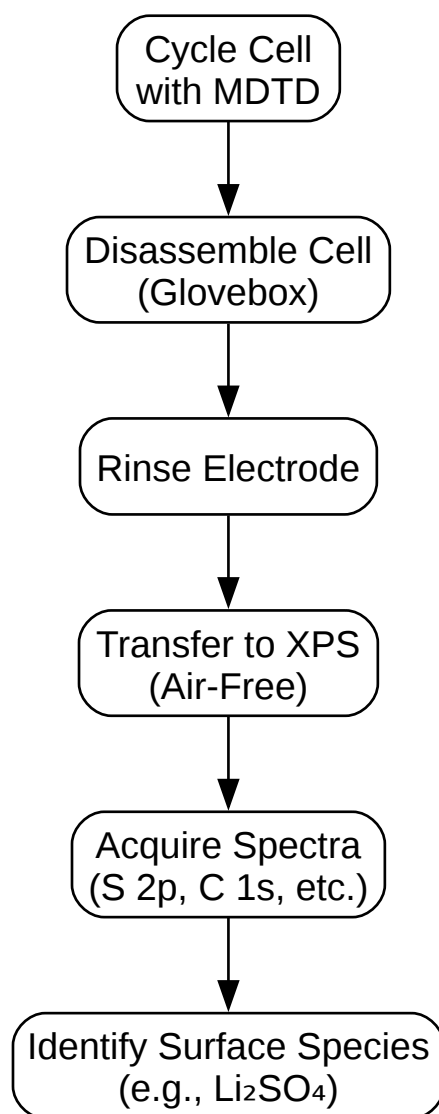 Cycle Cell
with MDTD
Disassemble Cell
(Glovebox)
Rinse Electrode
Transfer to XPS
(Air-Free)
Acquire Spectra
(S 2p, C 1s, etc.)
Identify Surface Species
(e.g., Li₂SO₄)